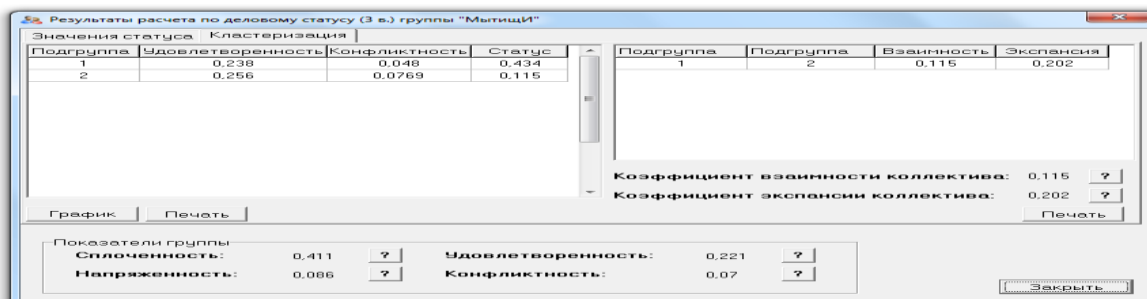 Результаты расчета по деловому статусу (3 в.) группы "МытищИ"
Значения статуса Кластеризация
Подгруппа Удовлетворенность Конфликтность Статус
1 0,238 0,048 0,434
2 0,256 0,0769 0,115
Подгруппа Подгруппа Взаимность Экспансия
1 2 0,115 0,202
Коэффициент взаимности коллектива: 0,115 ?
Коэффициент экспансии коллектива: 0,202 ?
График Печать Печать
Показатели группы
Сплоченность: 0,411 ? Удовлетворенность: 0,221 ?
Напряженность: 0,086 ? Конфликтность: 0,07 ?
Закрыть